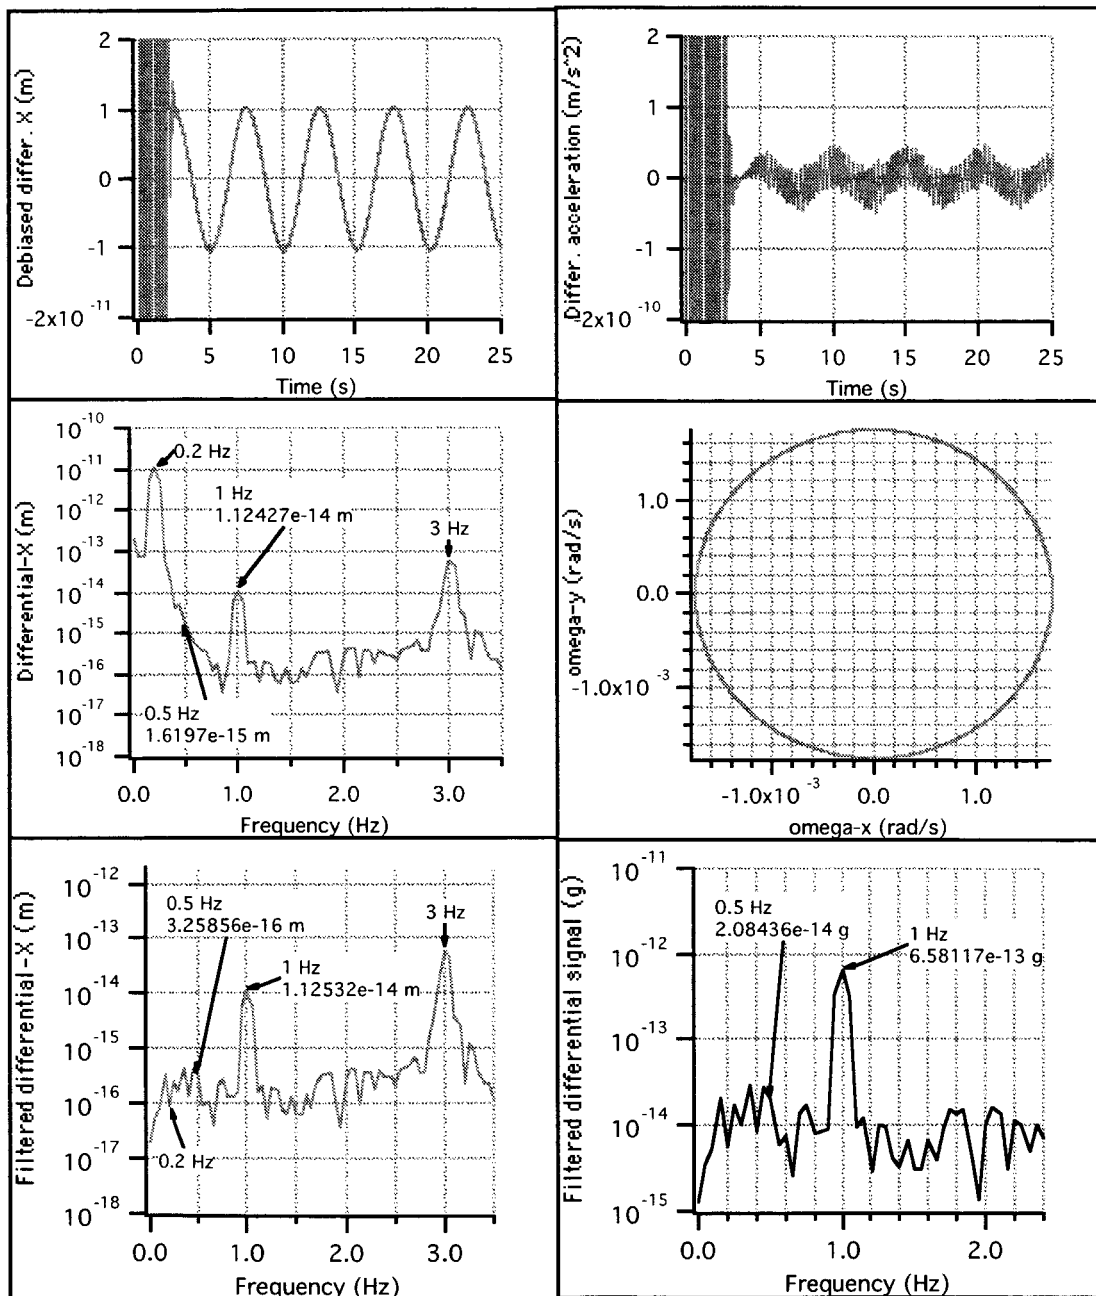 Debiased differ. X (m)
2
1
0
-1
-2x10 -11
0 5 10 15 20 25
Time (s)
Differ. acceleration (m/s^2)
2
1
0
-1
-2x10 -10
0 5 10 15 20 25
Time (s)
Differential-X (m)
10 -10
10 -11
10 -12
10 -13
10 -14
10 -15
10 -16
10 -17
10 -18
0.2 Hz
1 Hz
1.12427e-14 m
3 Hz
0.5 Hz
1.6197e-15 m
0.0 1.0 2.0 3.0
Frequency (Hz)
omega-y (rad/s)
1.0
0.0
-1.0x10 -3
-1.0x10 -3 0.0 1.0
omega-x (rad/s)
Filtered differential-X (m)
10 -12
10 -13
10 -14
10 -15
10 -16
10 -17
10 -18
0.5 Hz
3.25856e-16 m
3 Hz
1 Hz
1.12532e-14 m
0.2 Hz
0.0 1.0 2.0 3.0
Frequency (Hz)
Filtered differential signal (g)
10 -11
10 -12
10 -13
10 -14
10 -15
0.5 Hz
2.08436e-14 g
1 Hz
6.58117e-13 g
0.0 1.0 2.0
Frequency (Hz)